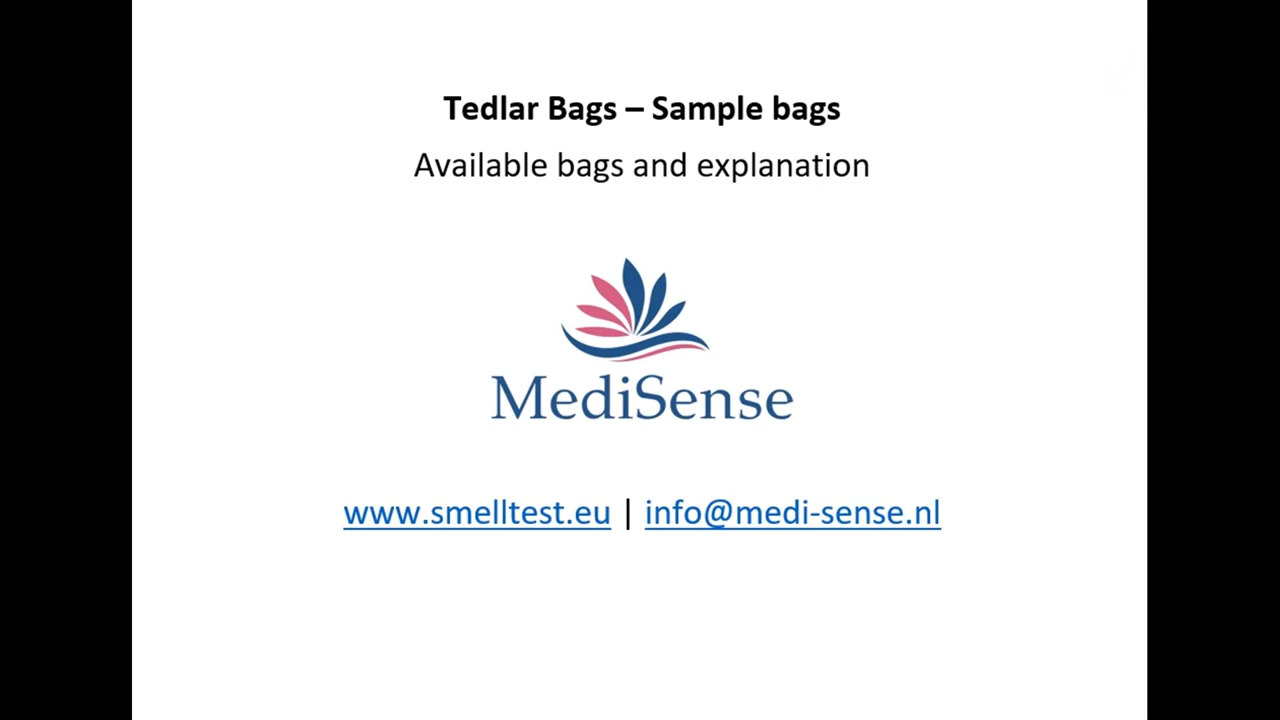 Tedlar Bags – Sample bags
Available bags and explanation
MediSense
www.smelltest.eu | info@medi-sense.nl